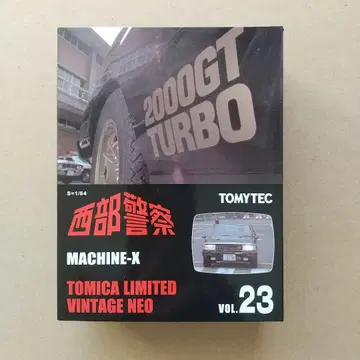 2000GT
TURBO
S=1/64
西部警察
TOMYTEC
MACHINE-X
TOMICA LIMITED
VINTAGE NEO
VOL.23